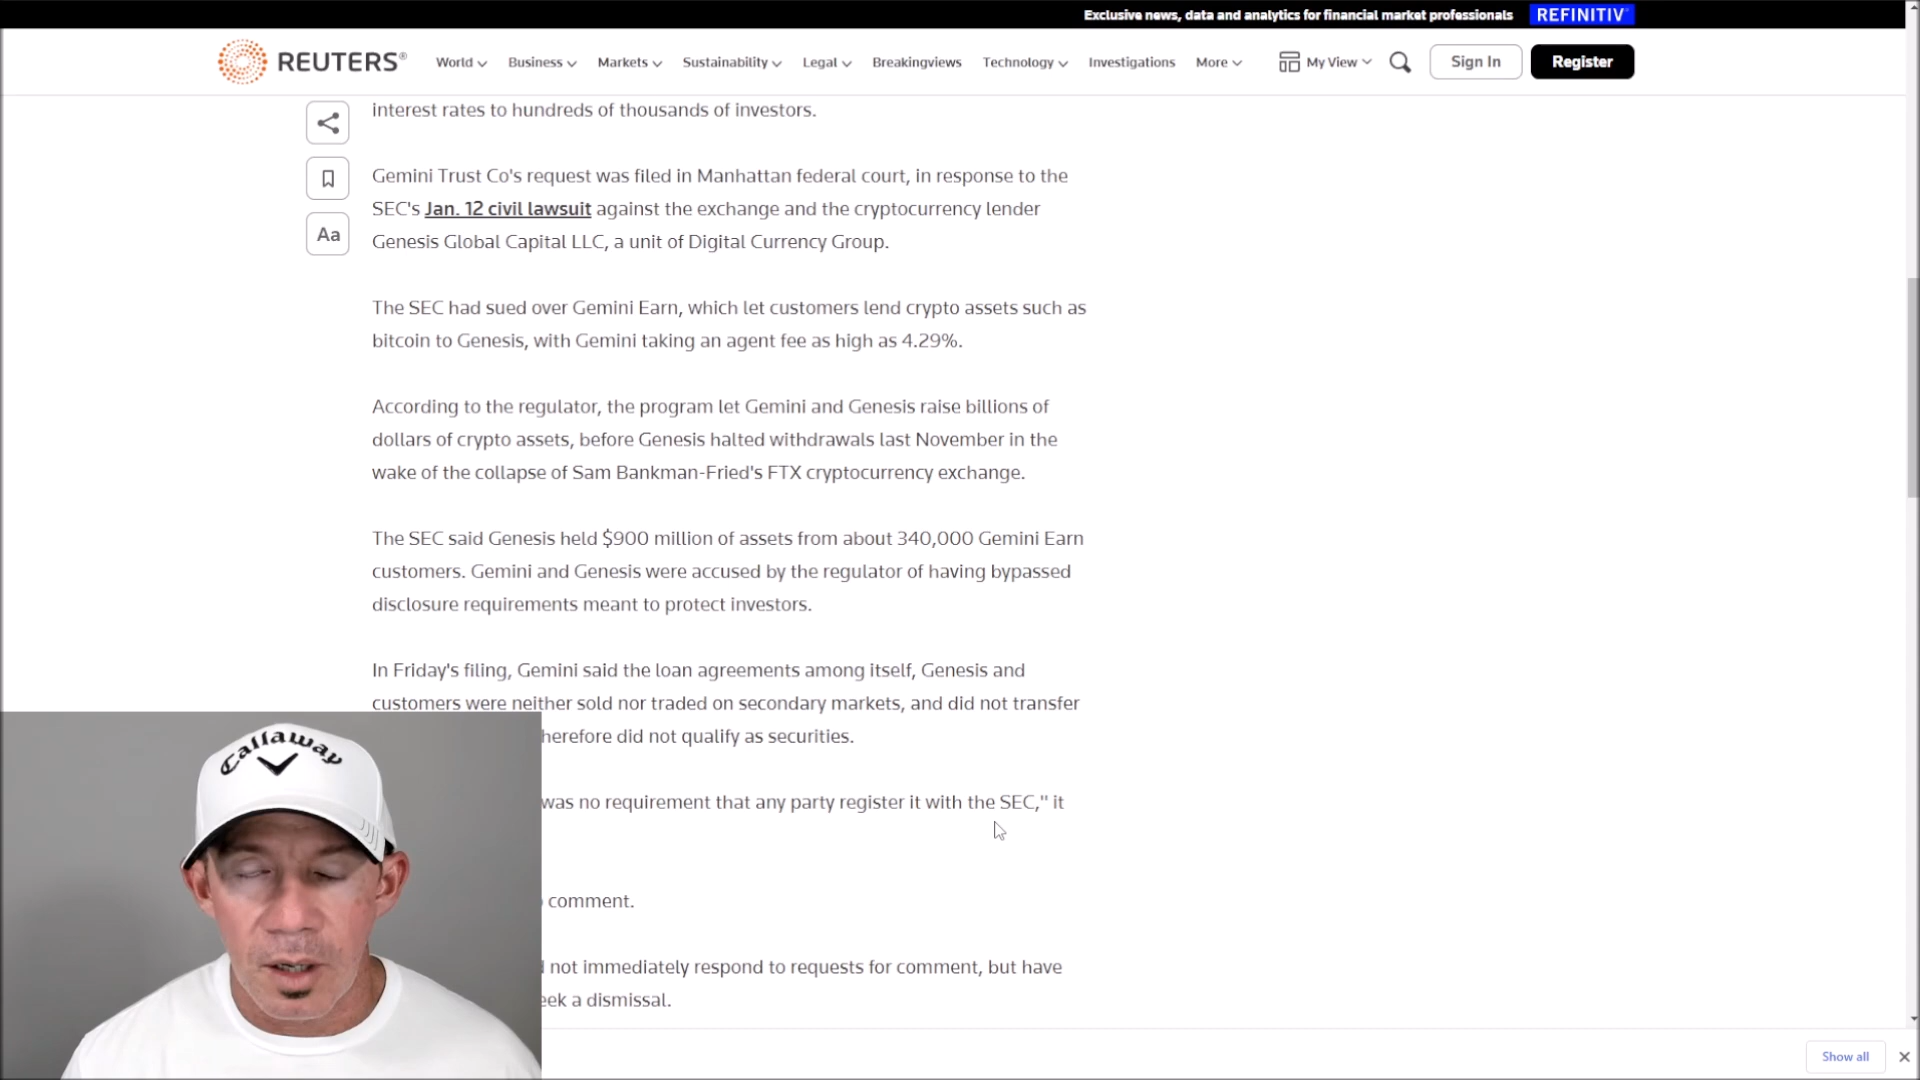 Exclusive news, data and analytics for financial market professionals REFINITIV
REUTERS® World Business Markets Sustainability Legal Breakingviews Technology Investigations More My View Sign In Register
interest rates to hundreds of thousands of investors.
Gemini Trust Co's request was filed in Manhattan federal court, in response to the
SEC's Jan. 12 civil lawsuit against the exchange and the cryptocurrency lender
Aa
Genesis Global Capital LLC, a unit of Digital Currency Group.
The SEC had sued over Gemini Earn, which let customers lend crypto assets such as
bitcoin to Genesis, with Gemini taking an agent fee as high as 4.29%.
According to the regulator, the program let Gemini and Genesis raise billions of
dollars of crypto assets, before Genesis halted withdrawals last November in the
wake of the collapse of Sam Bankman-Fried's FTX cryptocurrency exchange.
The SEC said Genesis held $900 million of assets from about 340,000 Gemini Earn
customers. Gemini and Genesis were accused by the regulator of having bypassed
disclosure requirements meant to protect investors.
In Friday's filing, Gemini said the loan agreements among itself, Genesis and
customers were neither sold nor traded on secondary markets, and did not transfer
herefore did not qualify as securities.
was no requirement that any party register it with the SEC," it
comment.
not immediately respond to requests for comment, but have
eek a dismissal.
Callaway
Show all